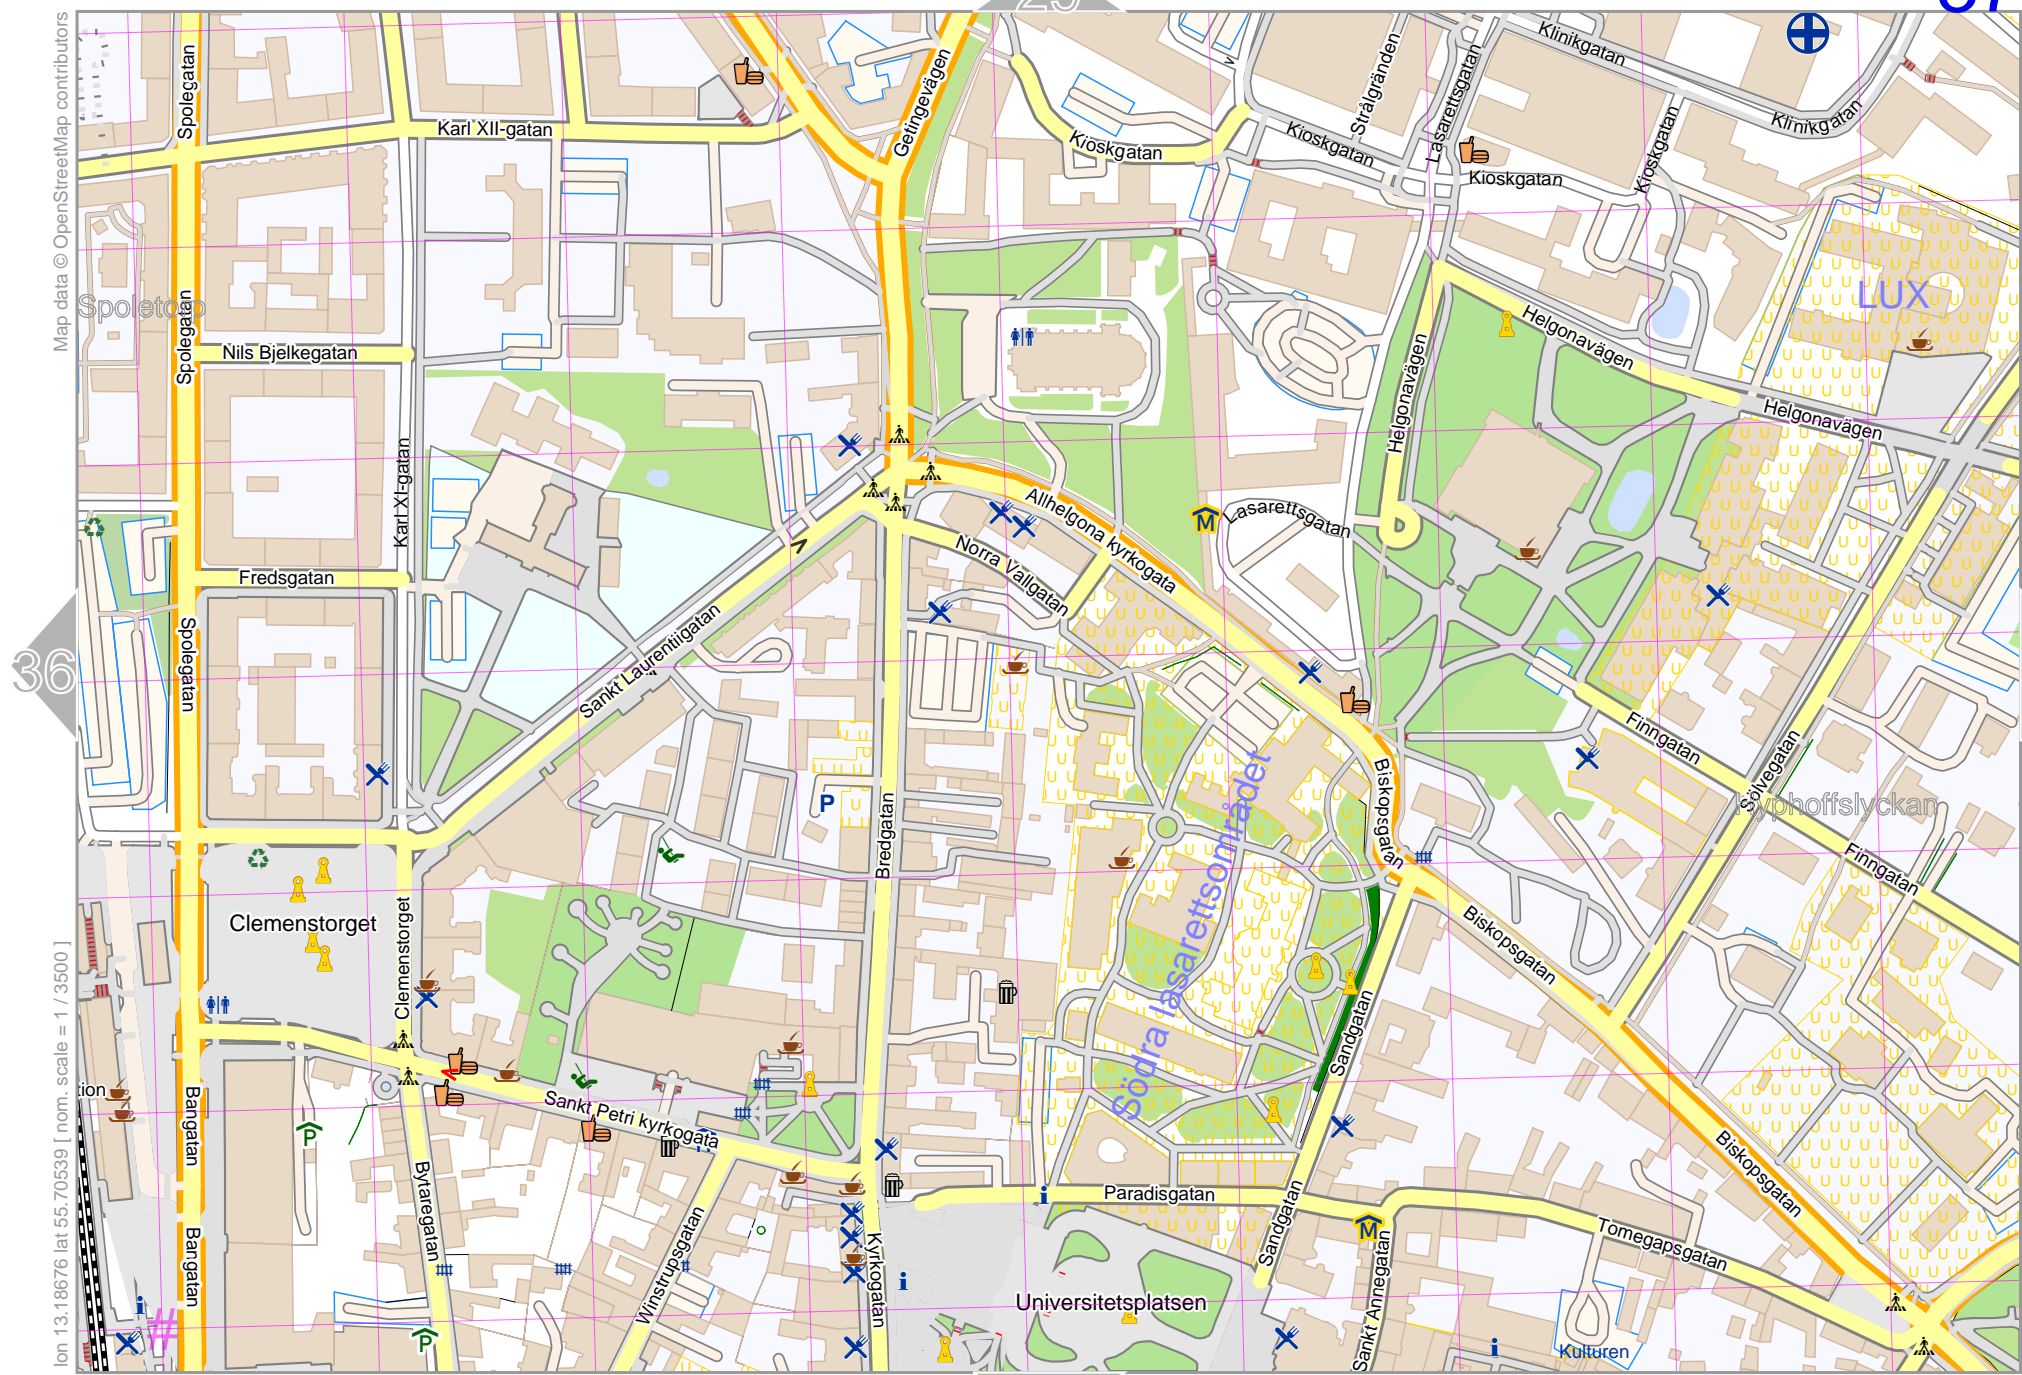 25
37
Map data © OpenStreetMap contributors
lon 13.18676 lat 55.70539 [ nom. scale = 1 / 3500 ]
36
Spolegatan
Karl XII-gatan
Getingevägen
Kioskgatan
Kioskgatan
Strålgränden
Lasarettsgatan
Klinikgatan
Klinikgatan
Kioskgatan
Kioskgatan
Spoletorp
Spolegatan
Nils Bjelkegatan
LUX
Helgonavägen
Helgonavägen
Helgonavägen
Karl XI-gatan
Allhelgona kyrkogata
M
Lasarettsgatan
Norra Vallgatan
Fredsgatan
Spolegatan
Sankt Laurentiigatan
Finngatan
Sölvegatan
Biskopsgatan
Södra lasarettsområdet
P
Bredgatan
Finngatan
Clemenstorget
Clemenstorget
Biskopsgatan
Sandgatan
tion
Bangatan
P
Sankt Petri kyrkogata
Bytaregatan
Biskopsgatan
Paradisgatan
Sandgatan
M
Tomegapsgatan
Bangatan
Winstrupsgatan
Kyrkogatan
Universitetsplatsen
Sankt Annegatan
P
#
Kulturen